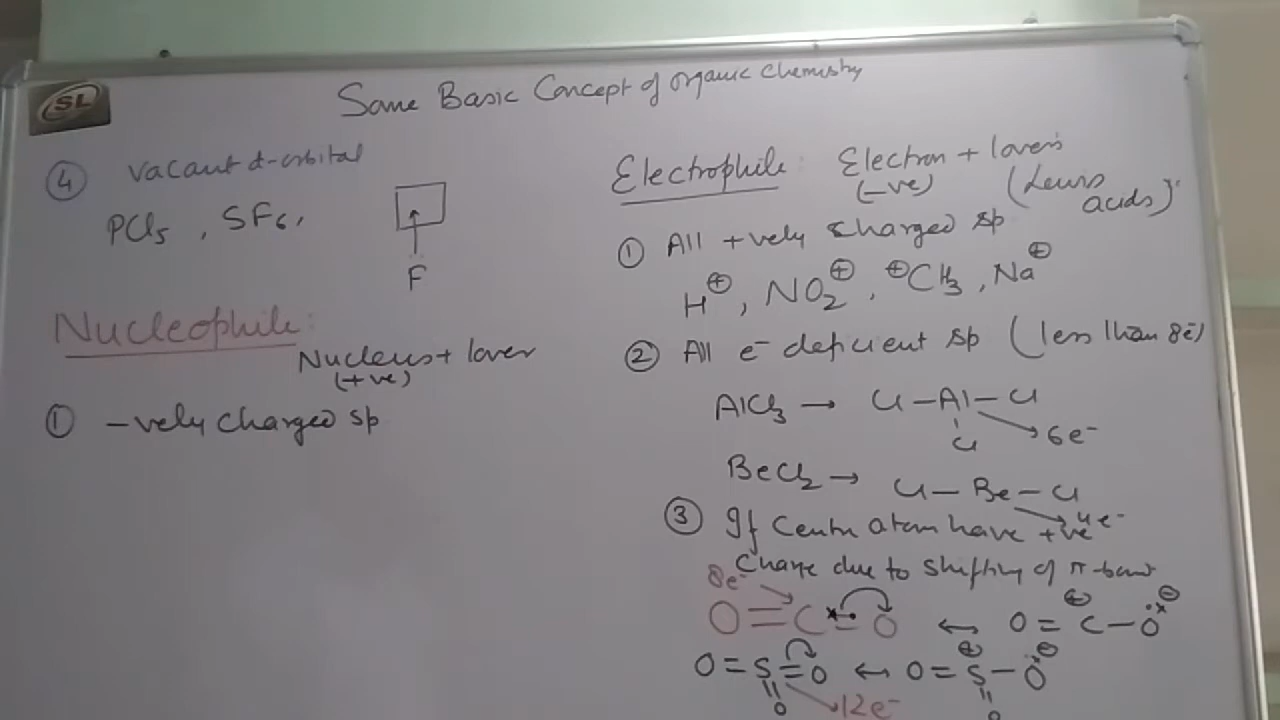 SL
Some Basic Concept of Organic Chemistry
④ Vacant d-orbital
PCl5, SF6,
F
Nucleophile:
Nucleus + lover
(+ve)
① -vely charged sp
Electrophile: Electron + lovers
(-ve) (Lewis acids)
① All +vely charged sp
H⊕, NO2⊕, ⊕CH3, Na⊕
② All e⁻ deficient sp (less than 8e⁻)
AlCl3 → Cl-Al-Cl
Cl 6e⁻
BeCl2 → Cl-Be-Cl
4e⁻
③ If Centr atom have +ve
Charge due to shifting of π-bond
8e⁻
O=C=O ↔ O=C⊕-O⊖
O=S=O ↔ O=S⊕-O⊖
O 12e⁻ O